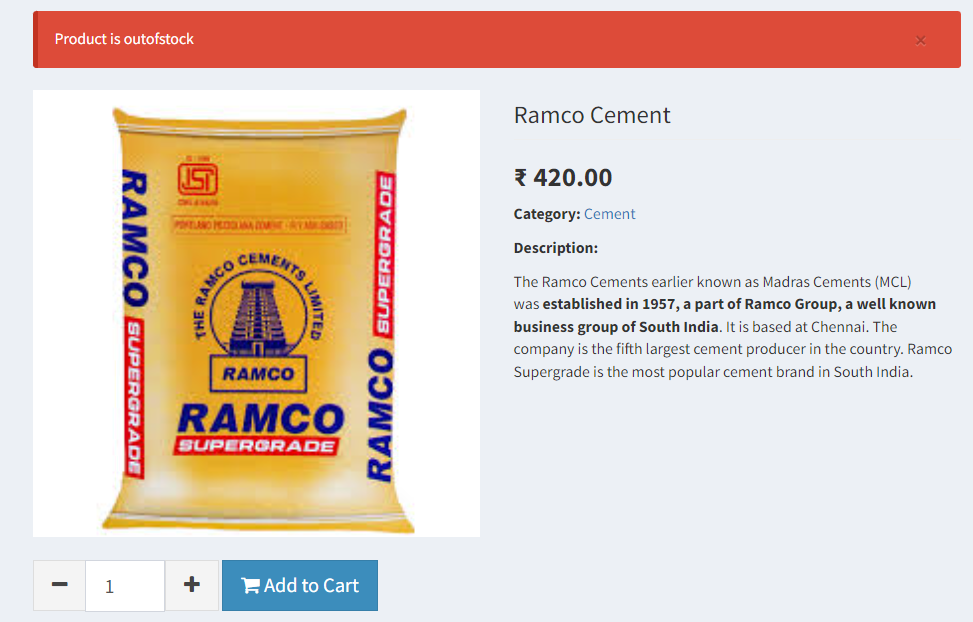 Product is outofstock
×
Ramco Cement
₹ 420.00
Category: Cement
Description:
The Ramco Cements earlier known as Madras Cements (MCL)
was established in 1957, a part of Ramco Group, a well known
business group of South India. It is based at Chennai. The
company is the fifth largest cement producer in the country. Ramco
Supergrade is the most popular cement brand in South India.
RAMCO SUPERGRADE
PORTLAND POZZOLANA CEMENT
THE RAMCO CEMENTS LIMITED
RAMCO
RAMCO
SUPERGRADE
RAMCO SUPERGRADE
1
Add to Cart